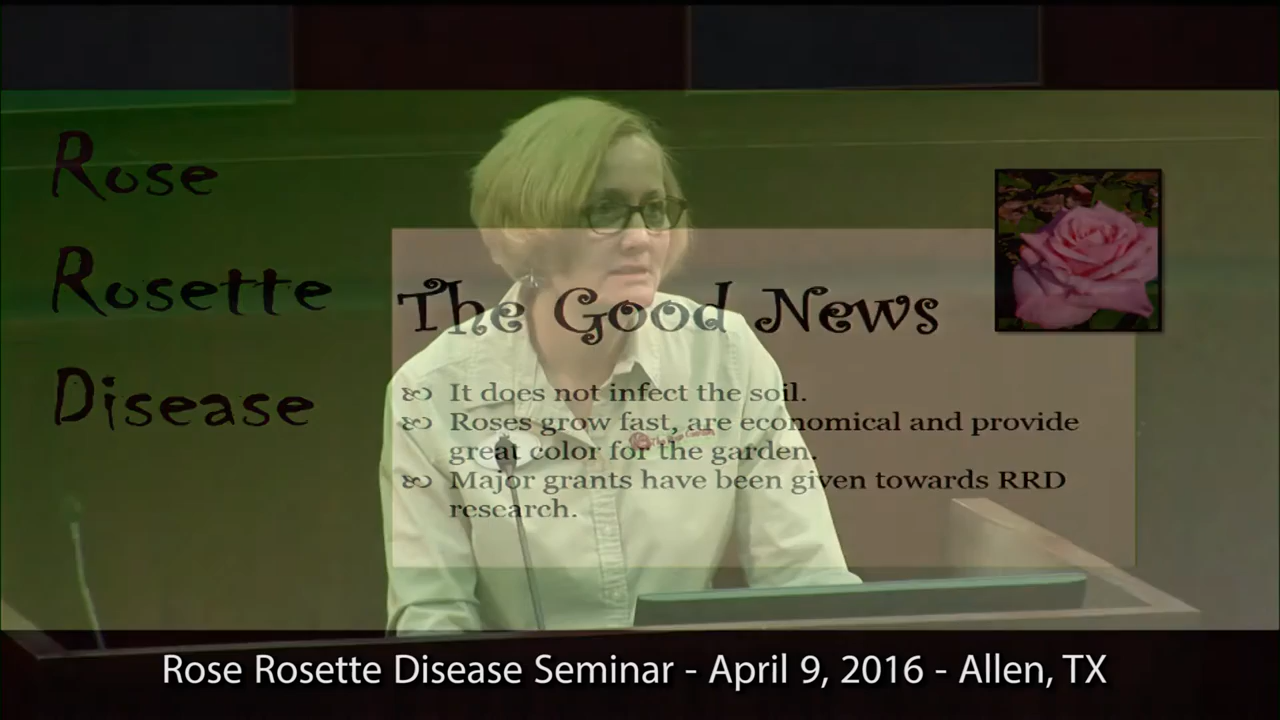 Rose
Rosette
Disease
The Good News
It does not infect the soil.
Roses grow fast, are economical and provide
great color for the garden.
Major grants have been given towards RRD
research.
Rose Rosette Disease Seminar - April 9, 2016 - Allen, TX